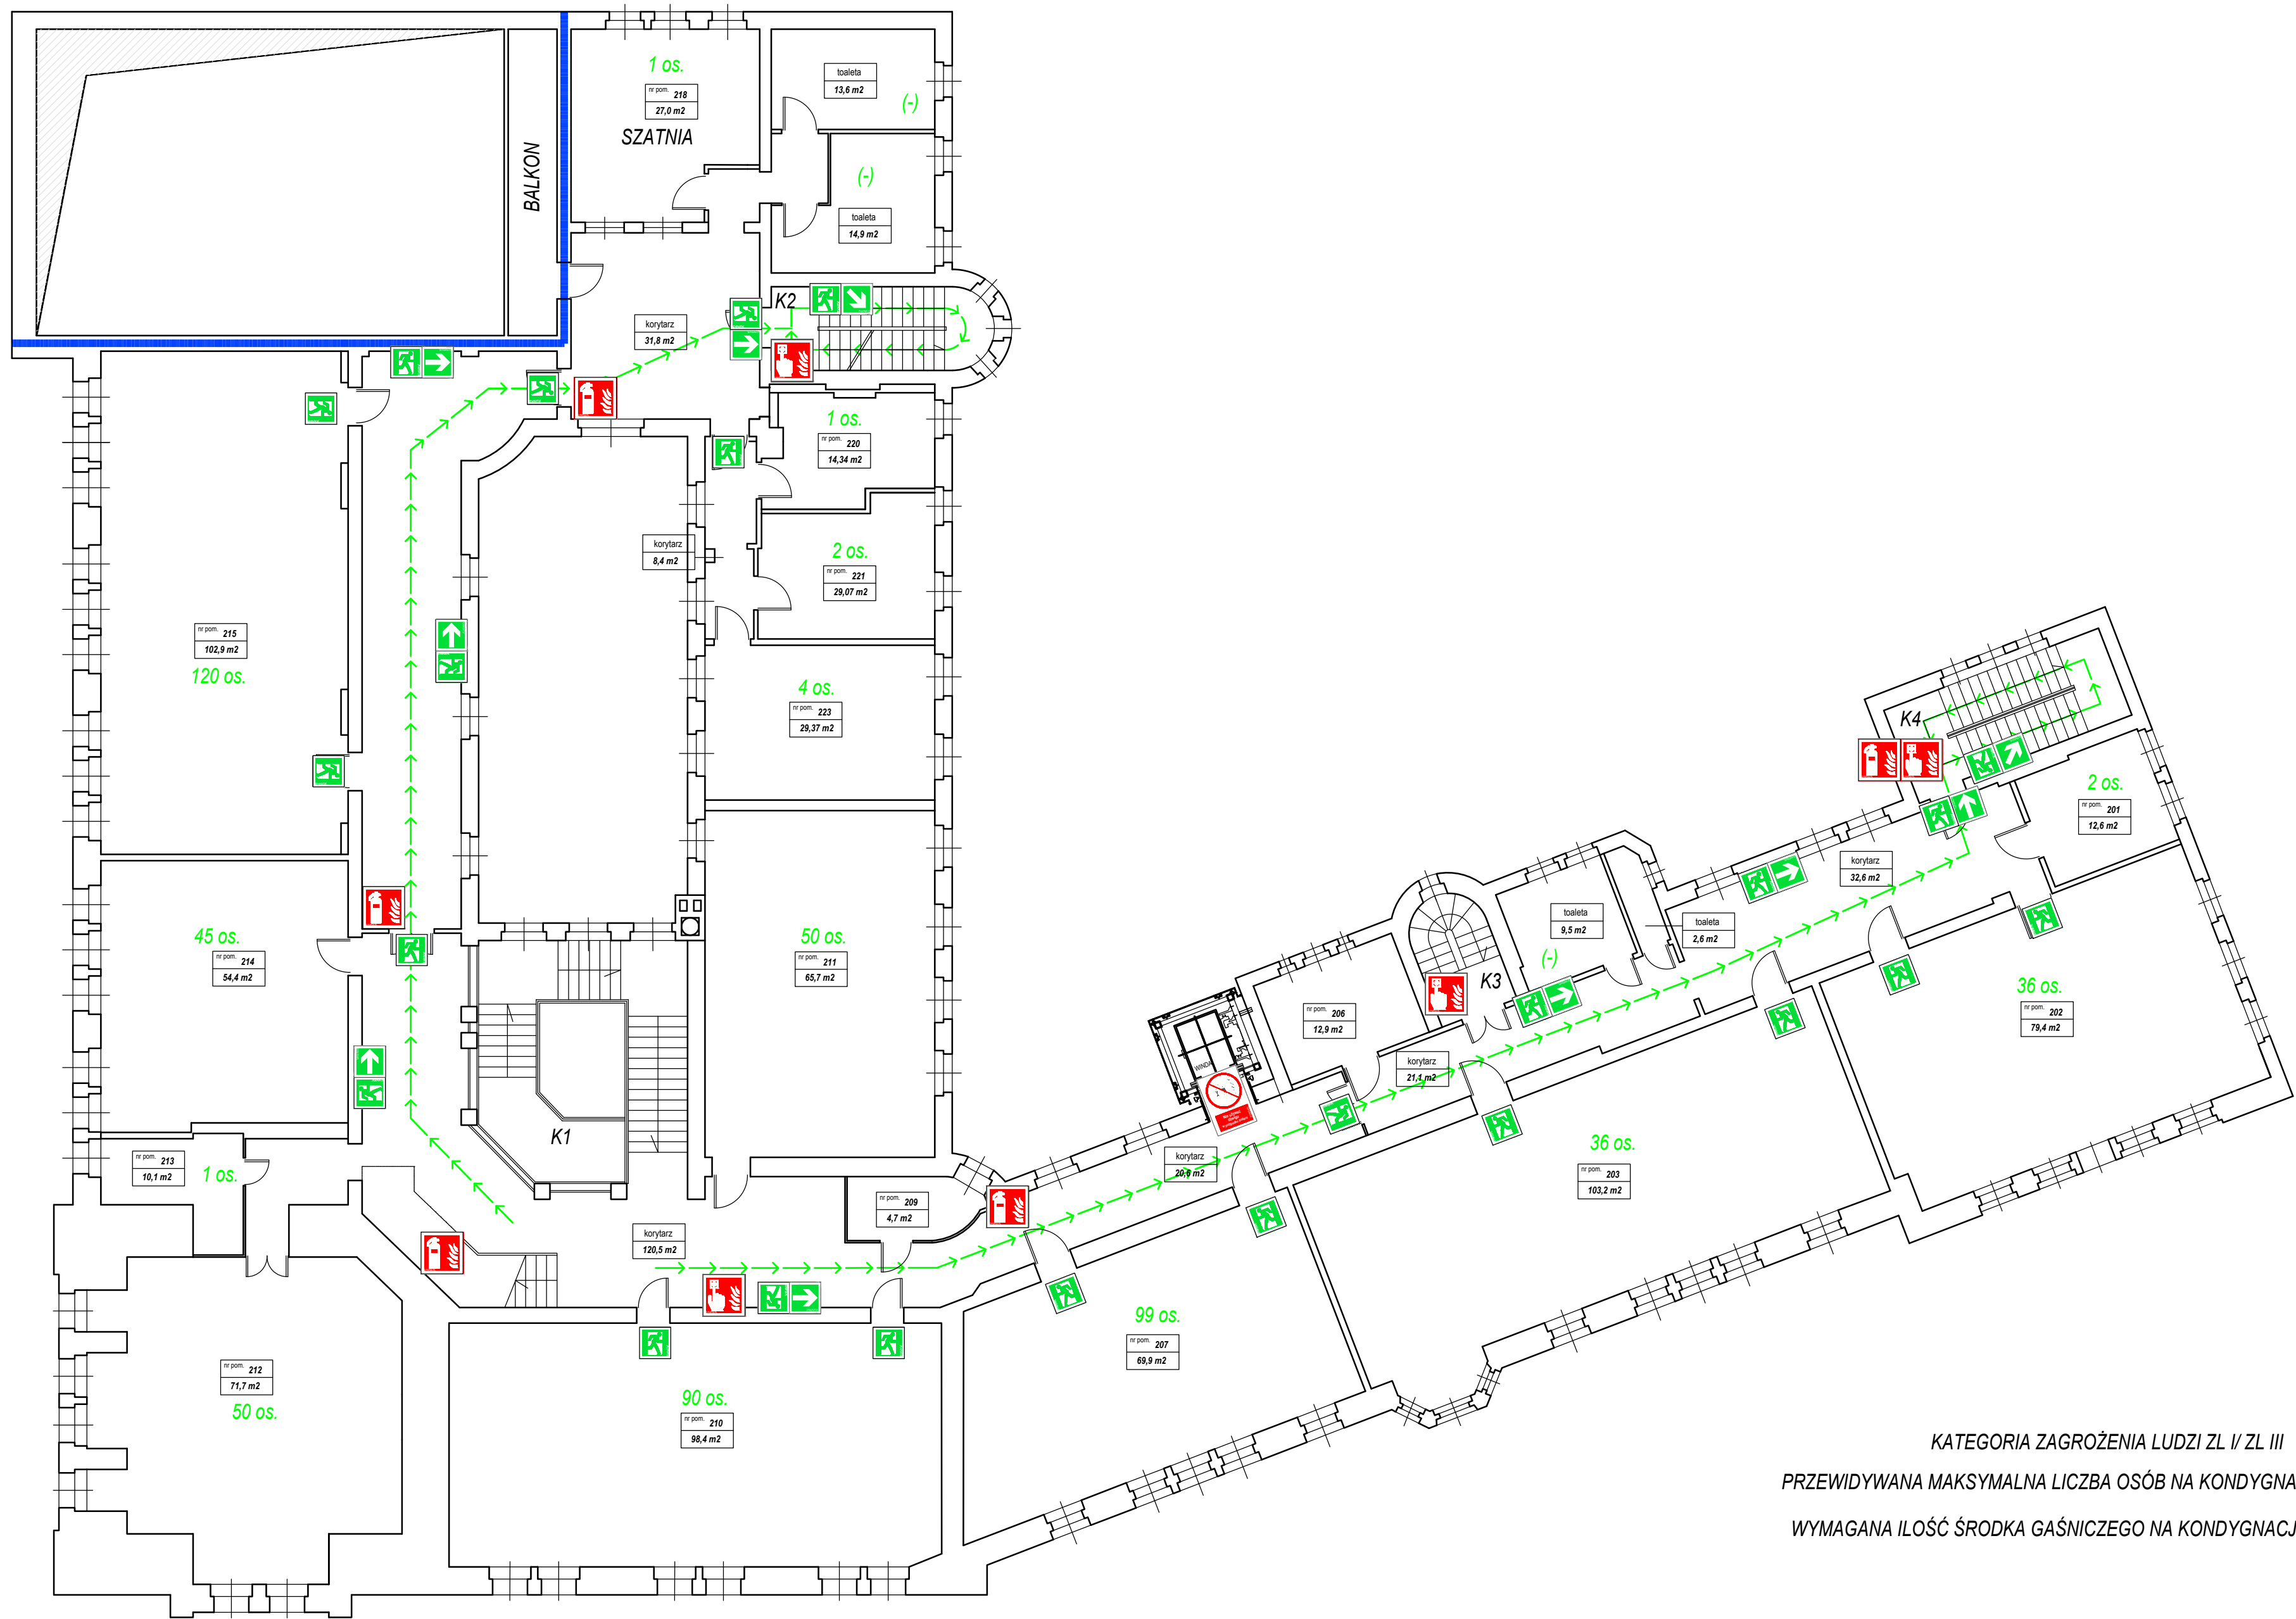 1 os.
nr pom. 218
27,0 m2
SZATNIA
toaleta
13,6 m2
(-)
BALKON
(-)
toaleta
14,9 m2
K2
korytarz
31,8 m2
1 os.
nr pom. 220
14,34 m2
korytarz
8,4 m2
2 os.
nr pom. 221
29,07 m2
nr pom. 215
102,9 m2
120 os.
4 os.
nr pom. 223
29,37 m2
K4
2 os.
nr pom. 201
12,6 m2
korytarz
32,6 m2
45 os.
nr pom. 214
54,4 m2
50 os.
nr pom. 211
65,7 m2
toaleta
9,5 m2
toaleta
2,6 m2
(-)
K3
36 os.
nr pom. 202
79,4 m2
nr pom. 206
12,9 m2
korytarz
21,1 m2
WINDA
K1
nr pom. 213
10,1 m2
1 os.
korytarz
20,6 m2
36 os.
nr pom. 203
103,2 m2
nr pom. 209
4,7 m2
korytarz
120,5 m2
99 os.
nr pom. 207
69,9 m2
nr pom. 212
71,7 m2
50 os.
90 os.
nr pom. 210
98,4 m2
KATEGORIA ZAGROŻENIA LUDZI ZL I/ ZL III
PRZEWIDYWANA MAKSYMALNA LICZBA OSÓB NA KONDYGNA
WYMAGANA ILOŚĆ ŚRODKA GAŚNICZEGO NA KONDYGNACJ